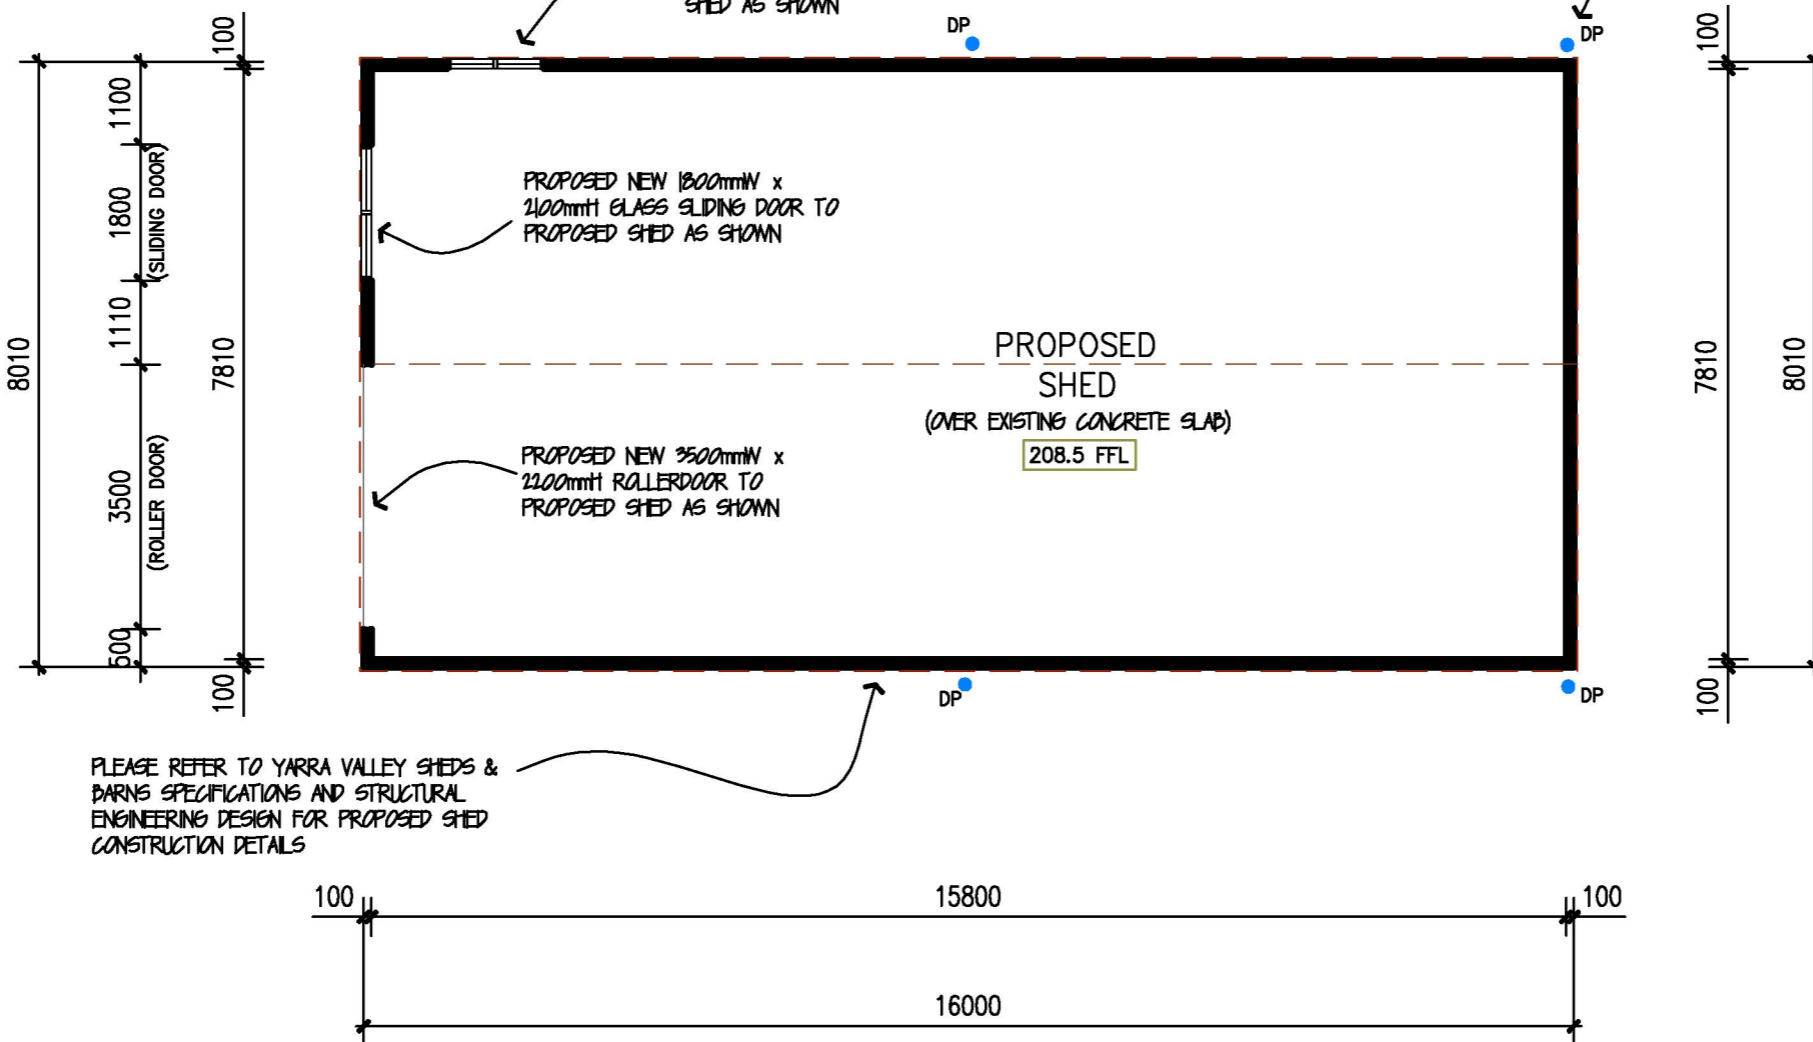 SHED AS SHOWN
DP
DP
100
100
1100
1800
(SLIDING DOOR)
1110
3500
(ROLLER DOOR)
500
8010
7810
100
PROPOSED NEW 1800mmW x
2100mmH GLASS SLIDING DOOR TO
PROPOSED SHED AS SHOWN
PROPOSED
SHED
(OVER EXISTING CONCRETE SLAB)
208.5 FFL
PROPOSED NEW 3500mmW x
2200mmH ROLLERDOOR TO
PROPOSED SHED AS SHOWN
7810
8010
100
DP
DP
PLEASE REFER TO YARRA VALLEY SHEDS &
BARNS SPECIFICATIONS AND STRUCTURAL
ENGINEERING DESIGN FOR PROPOSED SHED
CONSTRUCTION DETAILS
100
15800
100
16000